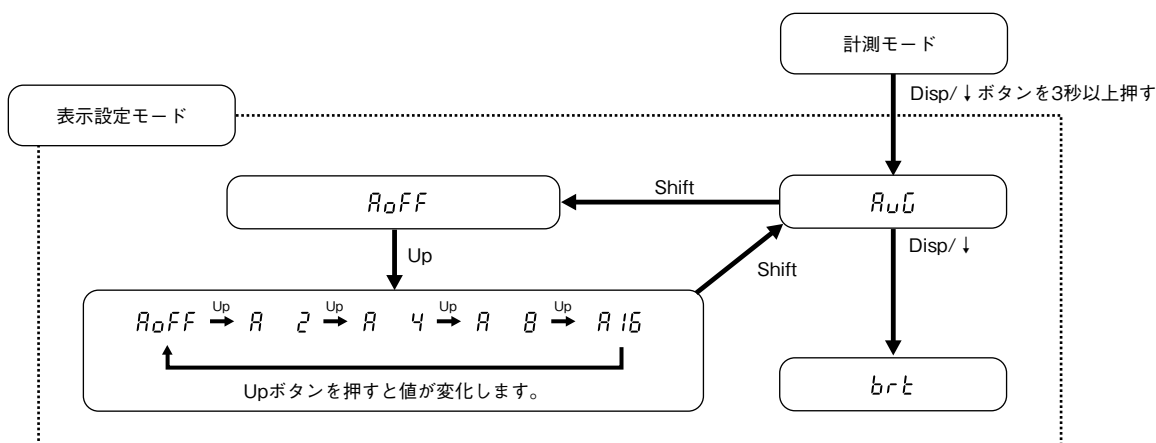 計測モード
Disp/↓ボタンを3秒以上押す
表示設定モード
AoFF
Shift
AvG
Up
Disp/↓
Shift
AoFF Up A 2 Up A 4 Up A 8 Up A16
Upボタンを押すと値が変化します。
brt